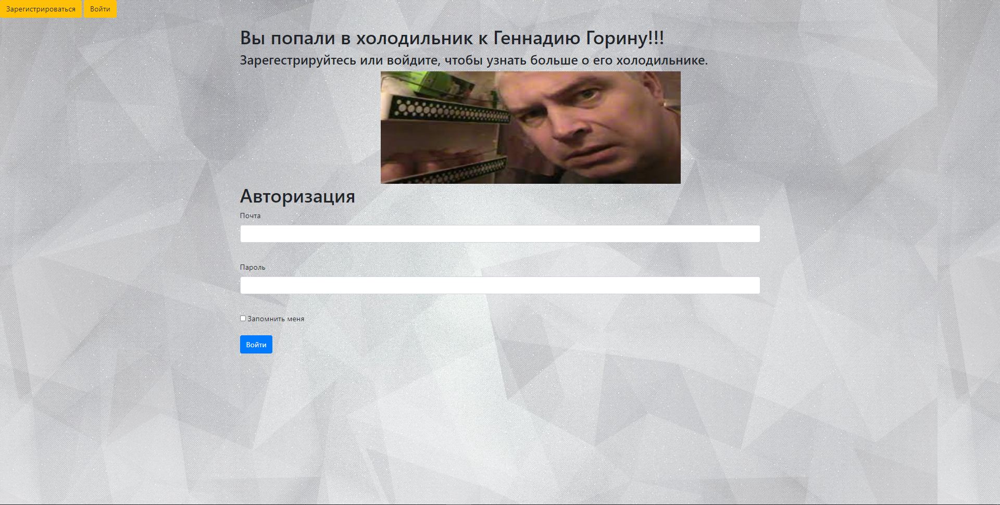 Зарегистрироваться Войти
Вы попали в холодильник к Геннадию Горину!!!
Зарегестрируйтесь или войдите, чтобы узнать больше о его холодильнике.
Авторизация
Почта
Пароль
Запомнить меня
Войти